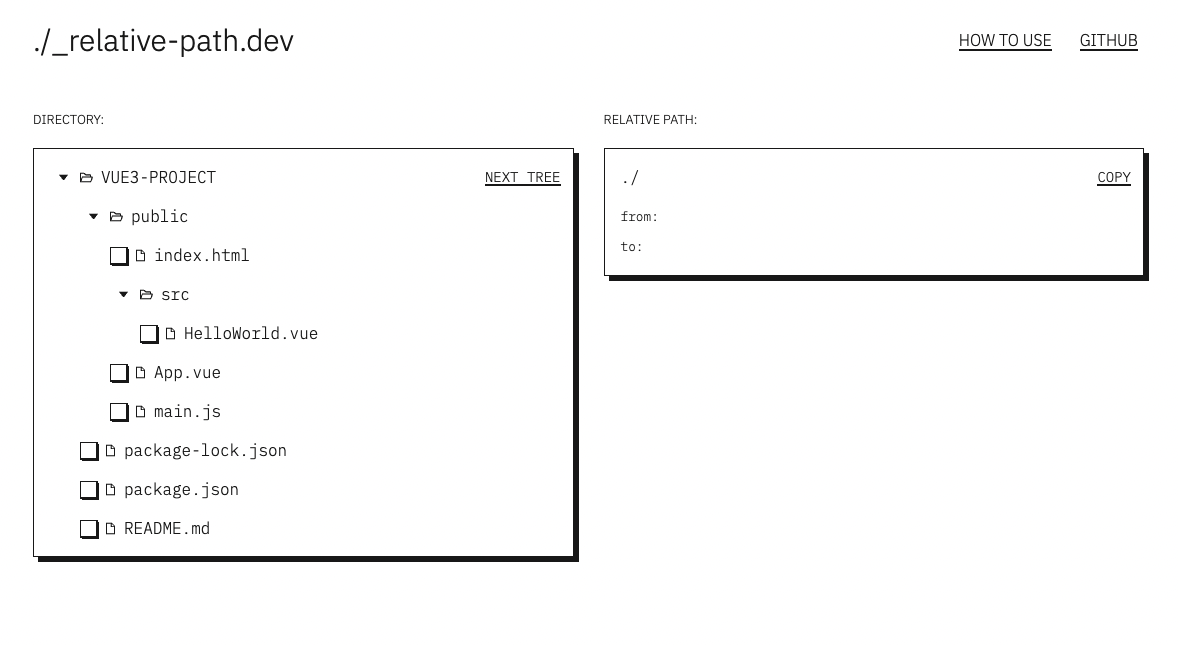 ./_relative-path.dev
HOW TO USE
GITHUB
DIRECTORY:
VUE3-PROJECT
NEXT TREE
public
index.html
src
HelloWorld.vue
App.vue
main.js
package-lock.json
package.json
README.md
RELATIVE PATH:
./
COPY
from:
to: